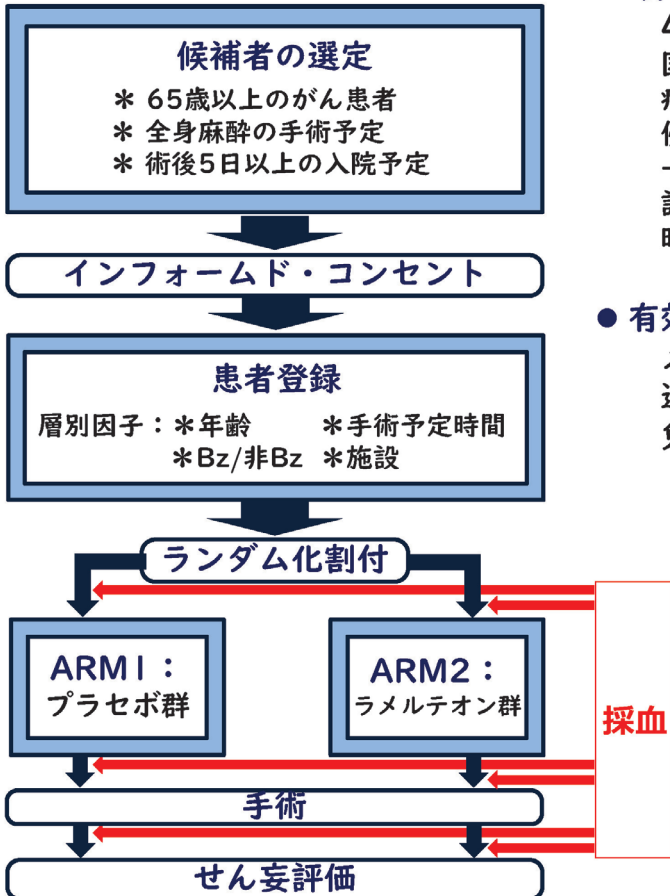 候補者の選定
＊ 65歳以上のがん患者
＊ 全身麻酔の手術予定
＊ 術後5日以上の入院予定
インフォームド・コンセント
患者登録
層別因子：＊年齢 ＊手術予定時間
＊Bz/非Bz ＊施設
ランダム化割付
ARM1：
プラセボ群
ARM2：
ラメルテオン群
採血
手術
せん妄評価
● 有